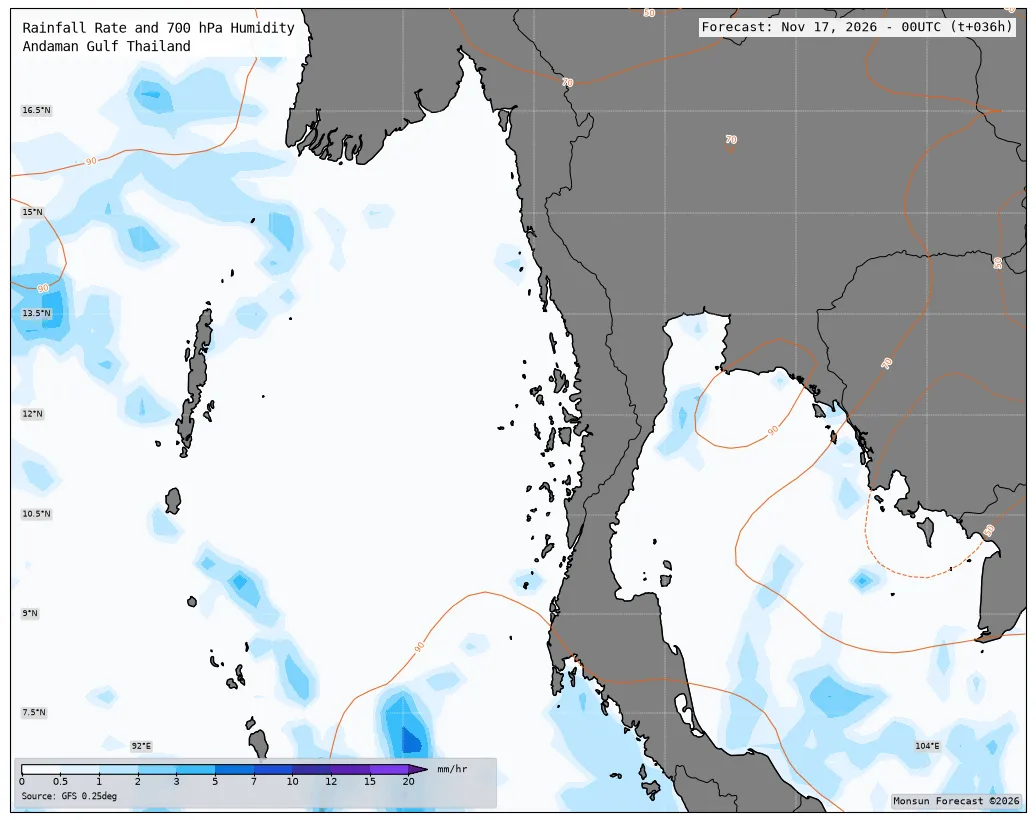 Rainfall Rate and 700 hPa Humidity
Andaman Gulf Thailand
Forecast: Nov 17, 2026 - 00UTC (t+036h)
50
70
90
70
16.5°N
90
15°N
50
90
13.5°N
70
12°N
90
10.5°N
50
9°N
90
7.5°N
92°E
104°E
0 0.5 1 2 3 5 7 10 12 15 20 mm/hr
Source: GFS 0.25deg
Monsun Forecast ©2026